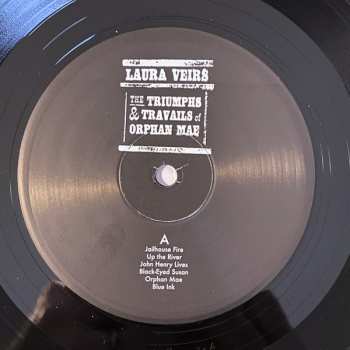 LAURA VEIRS
THE TRIUMPHS
& TRAVAILS of
ORPHAN MAE
A
Jailhouse Fire
Up the River
John Henry Lives
Black-Eyed Susan
Orphan Mae
Blue Ink